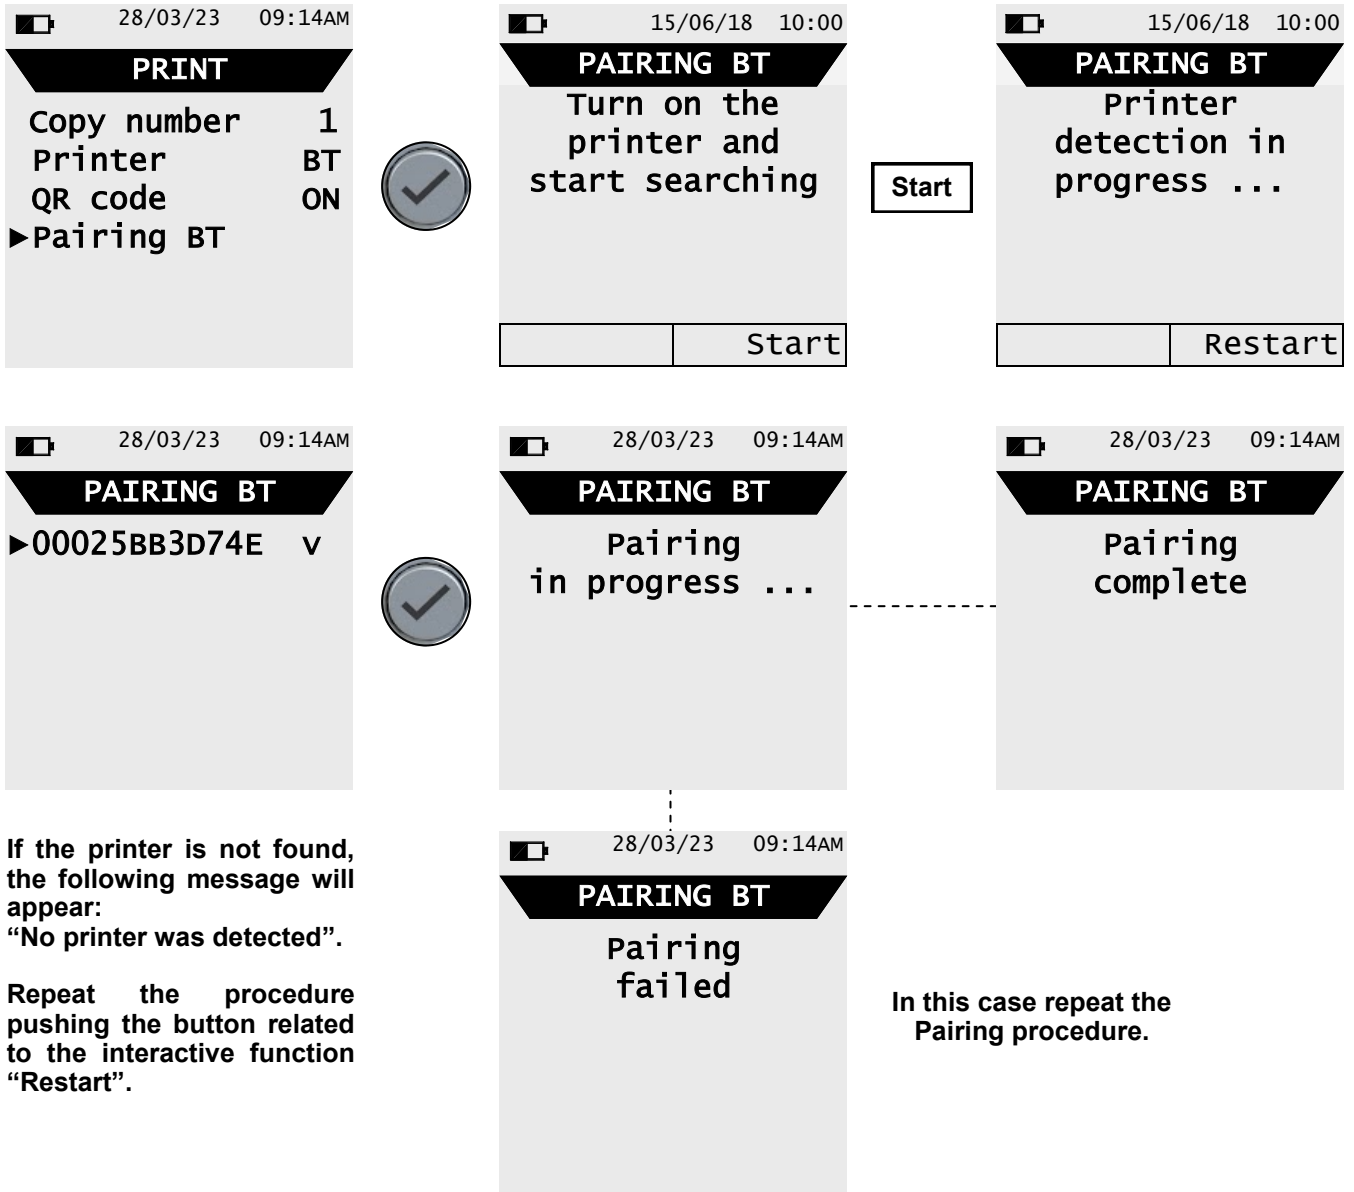 28/03/23 09:14AM
PRINT
Copy number 1
Printer BT
QR code ON
►Pairing BT
15/06/18 10:00
PAIRING BT
Turn on the
printer and
start searching
Start
Start
15/06/18 10:00
PAIRING BT
Printer
detection in
progress ...
Restart
28/03/23 09:14AM
PAIRING BT
►00025BB3D74E v
28/03/23 09:14AM
PAIRING BT
Pairing
in progress ...
28/03/23 09:14AM
PAIRING BT
Pairing
complete
If the printer is not found,
the following message will
appear:
“No printer was detected”.
Repeat the procedure
pushing the button related
to the interactive function
“Restart”.
28/03/23 09:14AM
PAIRING BT
Pairing
failed
In this case repeat the
Pairing procedure.